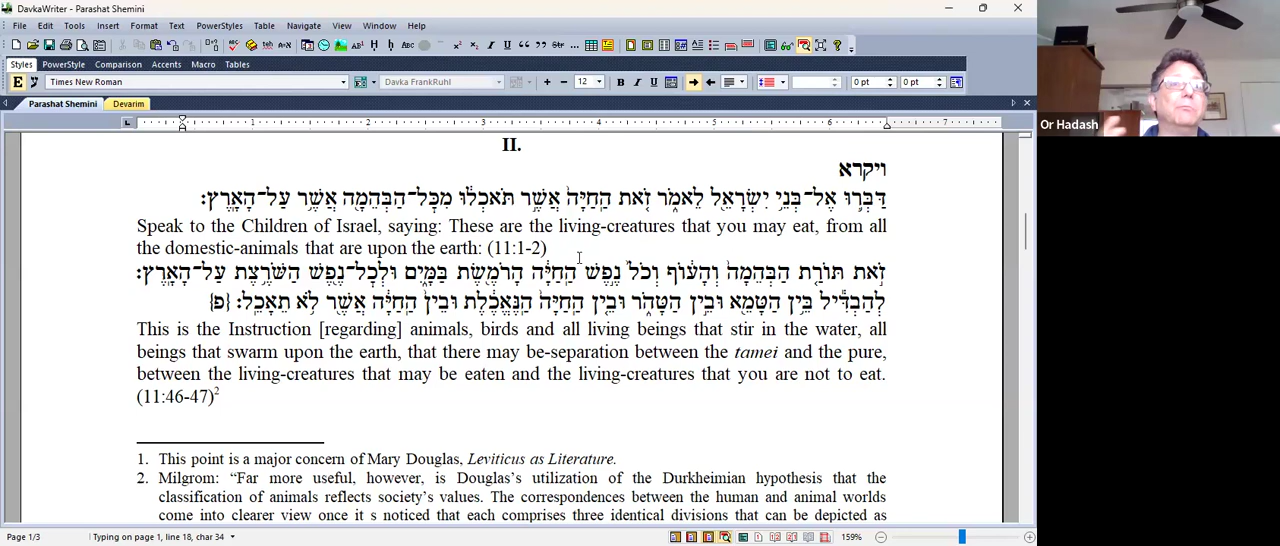 DavkaWriter - Parashat Shemini
File Edit Tools Insert Format Text PowerStyles Table Navigate View Window Help
Styles PowerStyle Comparison Accents Macro Tables
Times New Roman Davka FrankRuhl 12 B I U 0 pt 0 pt
Parashat Shemini Devarim
1 2 3 4 5 6 7
II.
ויקרא
דַּבְּר֛וּ אֶל־בְּנֵ֥י יִשְׂרָאֵ֖ל לֵאמֹ֑ר זֹ֤את הַֽחַיָּה֙ אֲשֶׁ֣ר תֹּאכְל֔וּ מִכׇּל־הַבְּהֵמָ֖ה אֲשֶׁ֥ר עַל־הָאָֽרֶץ׃
Speak to the Children of Israel, saying: These are the living-creatures that you may eat, from all
the domestic-animals that are upon the earth: (11:1-2)
זֹ֣את תּוֹרַ֤ת הַבְּהֵמָה֙ וְהָע֔וֹף וְכֹל֙ נֶ֣פֶשׁ הַֽחַיָּ֔ה הָרֹמֶ֖שֶׂת בַּמָּ֑יִם וּלְכׇל־נֶ֖פֶשׁ הַשֹּׁרֶ֥צֶת עַל־הָאָֽרֶץ׃
לְהַבְדִּ֕יל בֵּ֥ין הַטָּמֵ֖א וּבֵ֣ין הַטָּהֹ֑ר וּבֵ֤ין הַֽחַיָּה֙ הַֽנֶּאֱכֶ֔לֶת וּבֵין֙ הַֽחַיָּ֔ה אֲשֶׁ֖ר לֹ֥א תֵאָכֵֽל׃ {פ}
This is the Instruction [regarding] animals, birds and all living beings that stir in the water, all
beings that swarm upon the earth, that there may be-separation between the tamei and the pure,
between the living-creatures that may be eaten and the living-creatures that you are not to eat.
(11:46-47)2
1. This point is a major concern of Mary Douglas, Leviticus as Literature.
2. Milgrom: “Far more useful, however, is Douglas’s utilization of the Durkheimian hypothesis that the
classification of animals reflects society’s values. The correspondences between the human and animal worlds
come into clearer view once it s noticed that each comprises three identical divisions that can be depicted as
Page 1/3 Typing on page 1, line 18, char 34 159%
Or Hadash